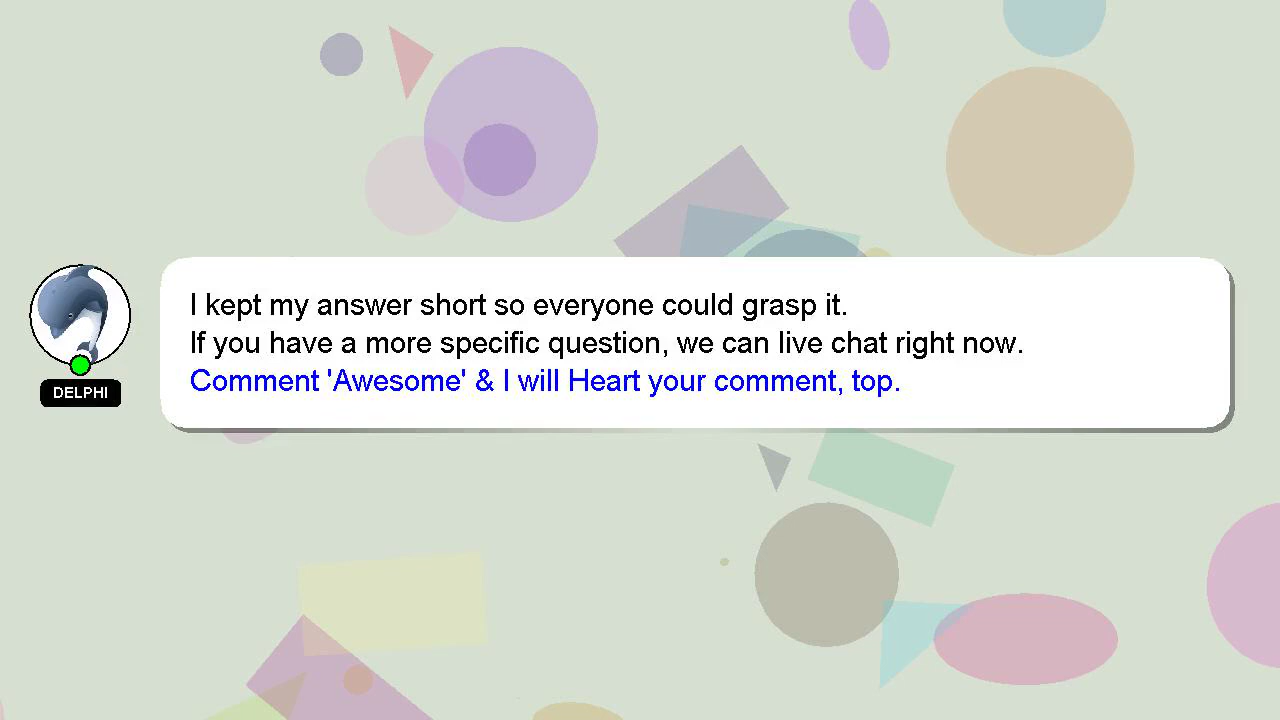 I kept my answer short so everyone could grasp it.
If you have a more specific question, we can live chat right now.
Comment 'Awesome' & I will Heart your comment, top.
DELPHI